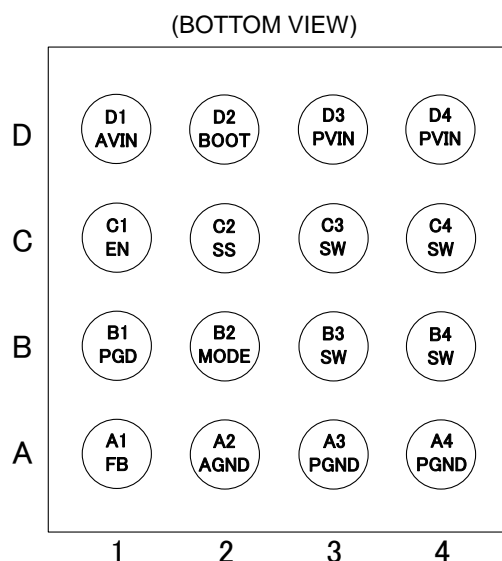 (BOTTOM VIEW)
D
D1
AVIN
D2
BOOT
D3
PVIN
D4
PVIN
C
C1
EN
C2
SS
C3
SW
C4
SW
B
B1
PGD
B2
MODE
B3
SW
B4
SW
A
A1
FB
A2
AGND
A3
PGND
A4
PGND
1 2 3 4